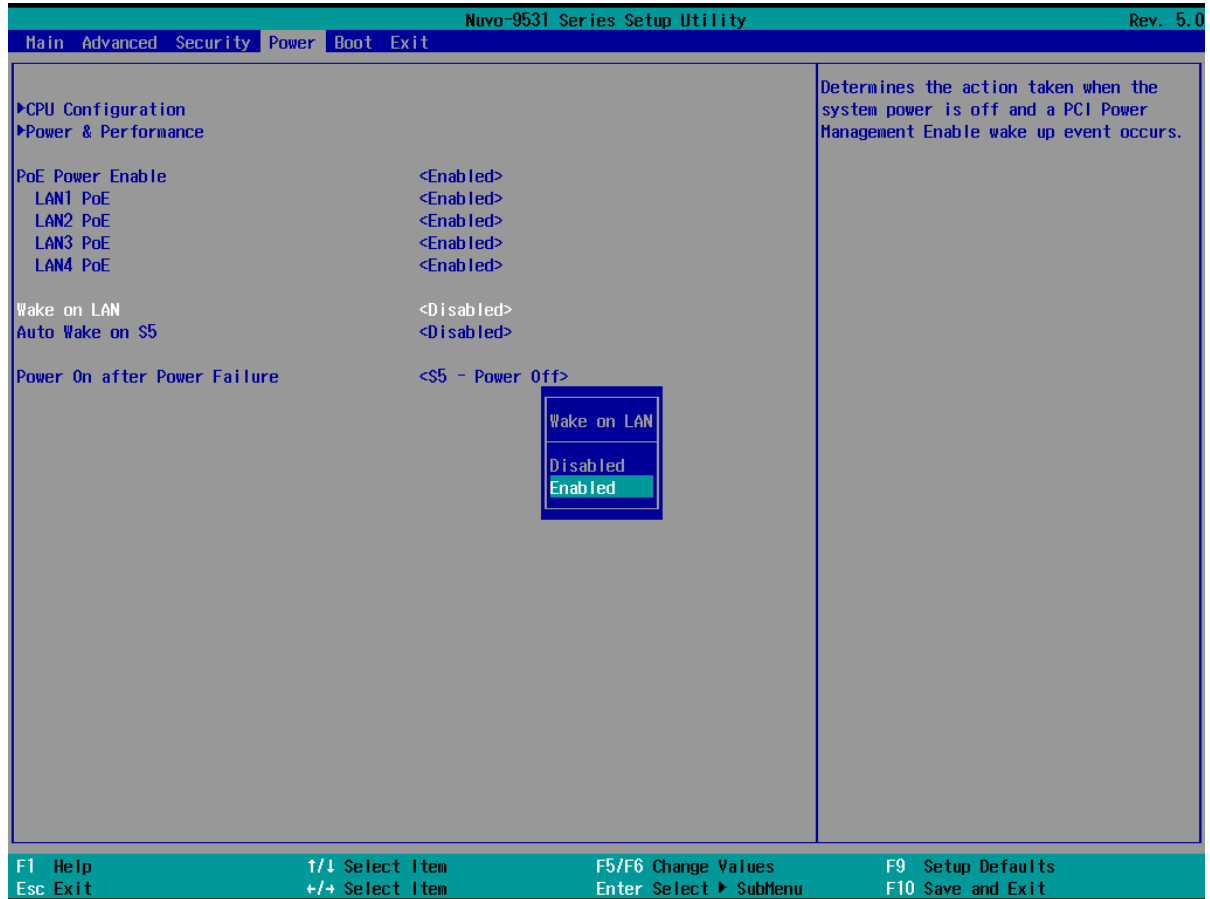 Nuvo-9531 Series Setup Utility Rev. 5.0
Main Advanced Security Power Boot Exit
Determines the action taken when the
system power is off and a PCI Power
Management Enable wake up event occurs.
▶CPU Configuration
▶Power & Performance
PoE Power Enable <Enabled>
LAN1 PoE <Enabled>
LAN2 PoE <Enabled>
LAN3 PoE <Enabled>
LAN4 PoE <Enabled>
Wake on LAN <Disabled>
Auto Wake on S5 <Disabled>
Power On after Power Failure <S5 - Power Off>
Wake on LAN
Disabled
Enabled
F1 Help ↑/↓ Select Item F5/F6 Change Values F9 Setup Defaults
Esc Exit ←/→ Select Item Enter Select ▶ SubMenu F10 Save and Exit